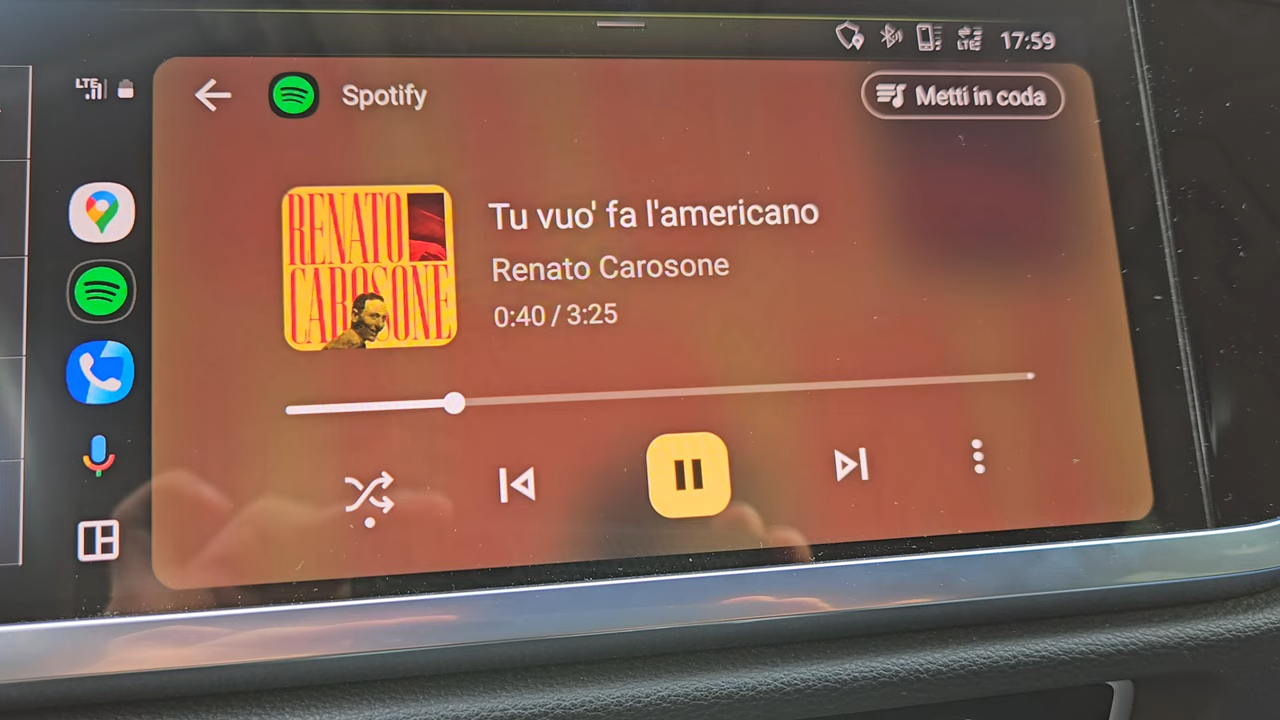 LTE
17:59
LTE
Spotify
Metti in coda
RENATO
CAROSONE
Tu vuo' fa l'americano
Renato Carosone
0:40 / 3:25